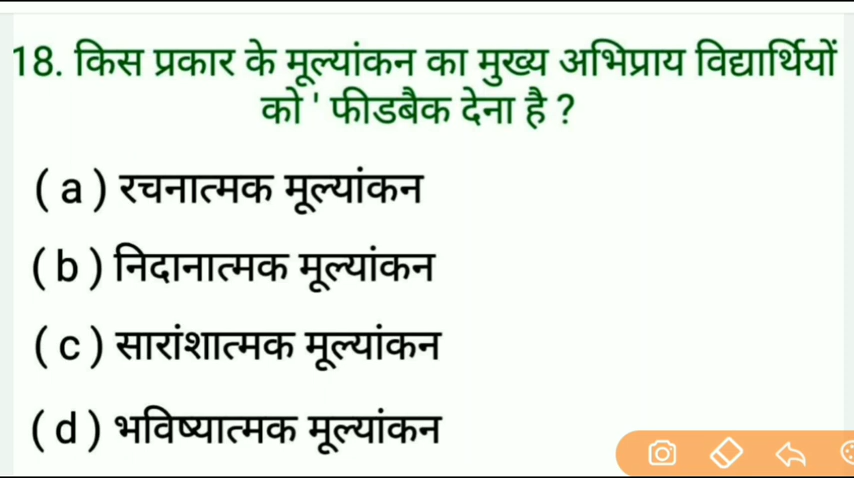 18. किस प्रकार के मूल्यांकन का मुख्य अभिप्राय विद्यार्थियों
को ' फीडबैक देना है ?
( a ) रचनात्मक मूल्यांकन
( b ) निदानात्मक मूल्यांकन
( c ) सारांशात्मक मूल्यांकन
( d ) भविष्यात्मक मूल्यांकन